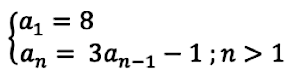 a₁ = 8
aₙ = 3aₙ₋₁ − 1 ; n > 1